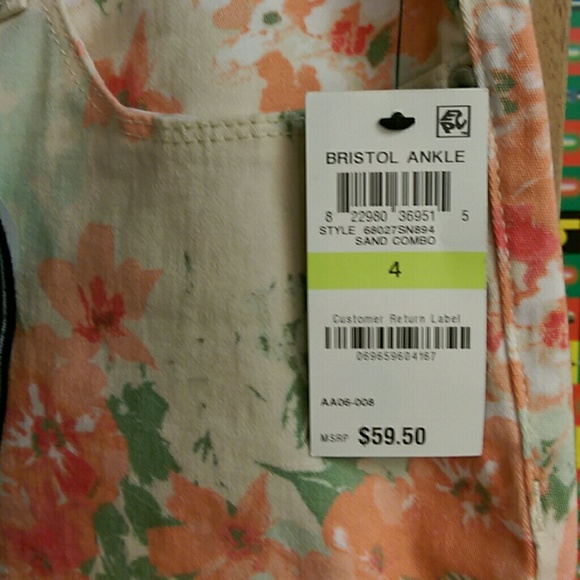 BRISTOL ANKLE
8 22980 36951 5
STYLE 68027SN894
SAND COMBO
4
Customer Return Label
069659604167
AA06-008
MSRP $59.50